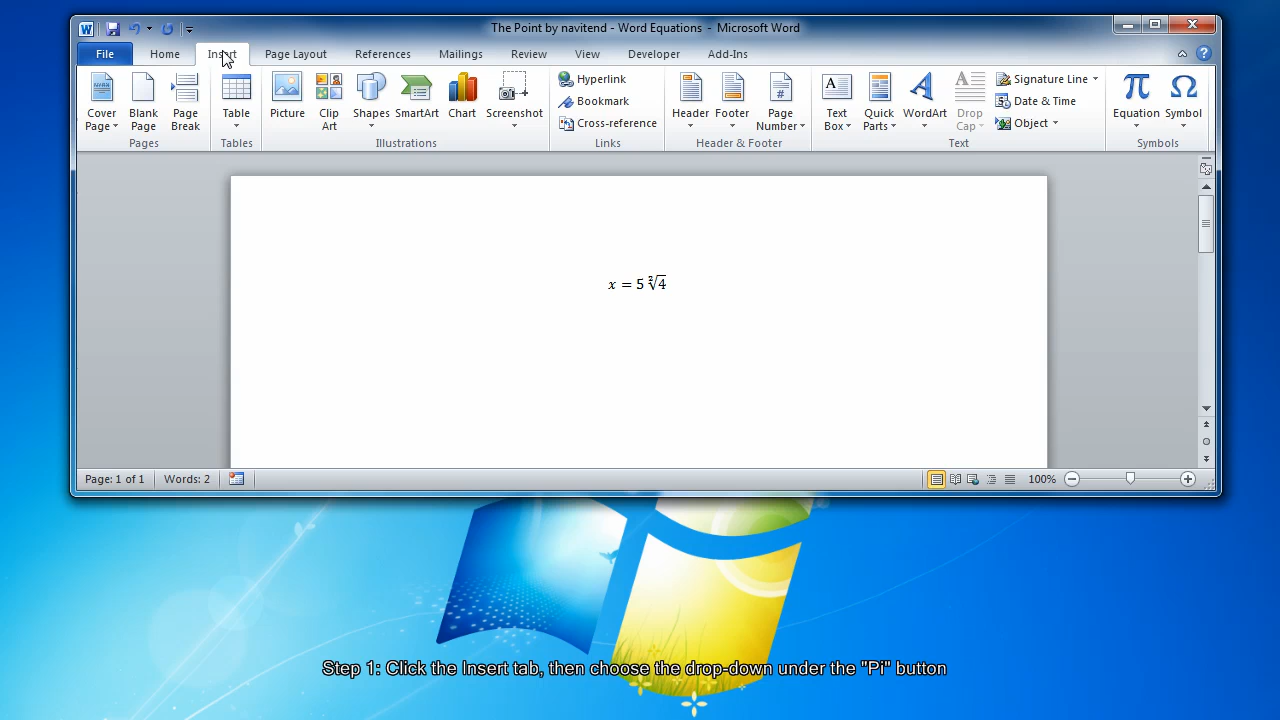 The Point by navitend - Word Equations - Microsoft Word
File Home Insert Page Layout References Mailings Review View Developer Add-Ins
Cover Page Blank Page Page Break Table Picture Clip Art Shapes SmartArt Chart Screenshot Hyperlink Bookmark Cross-reference Header Footer Page Number Text Box Quick Parts WordArt Drop Cap Signature Line Date & Time Object Equation Symbol
Pages Tables Illustrations Links Header & Footer Text Symbols
x = 5 ²√4
Page: 1 of 1 Words: 2 100%
Step 1: Click the Insert tab, then choose the drop-down under the "Pi" button